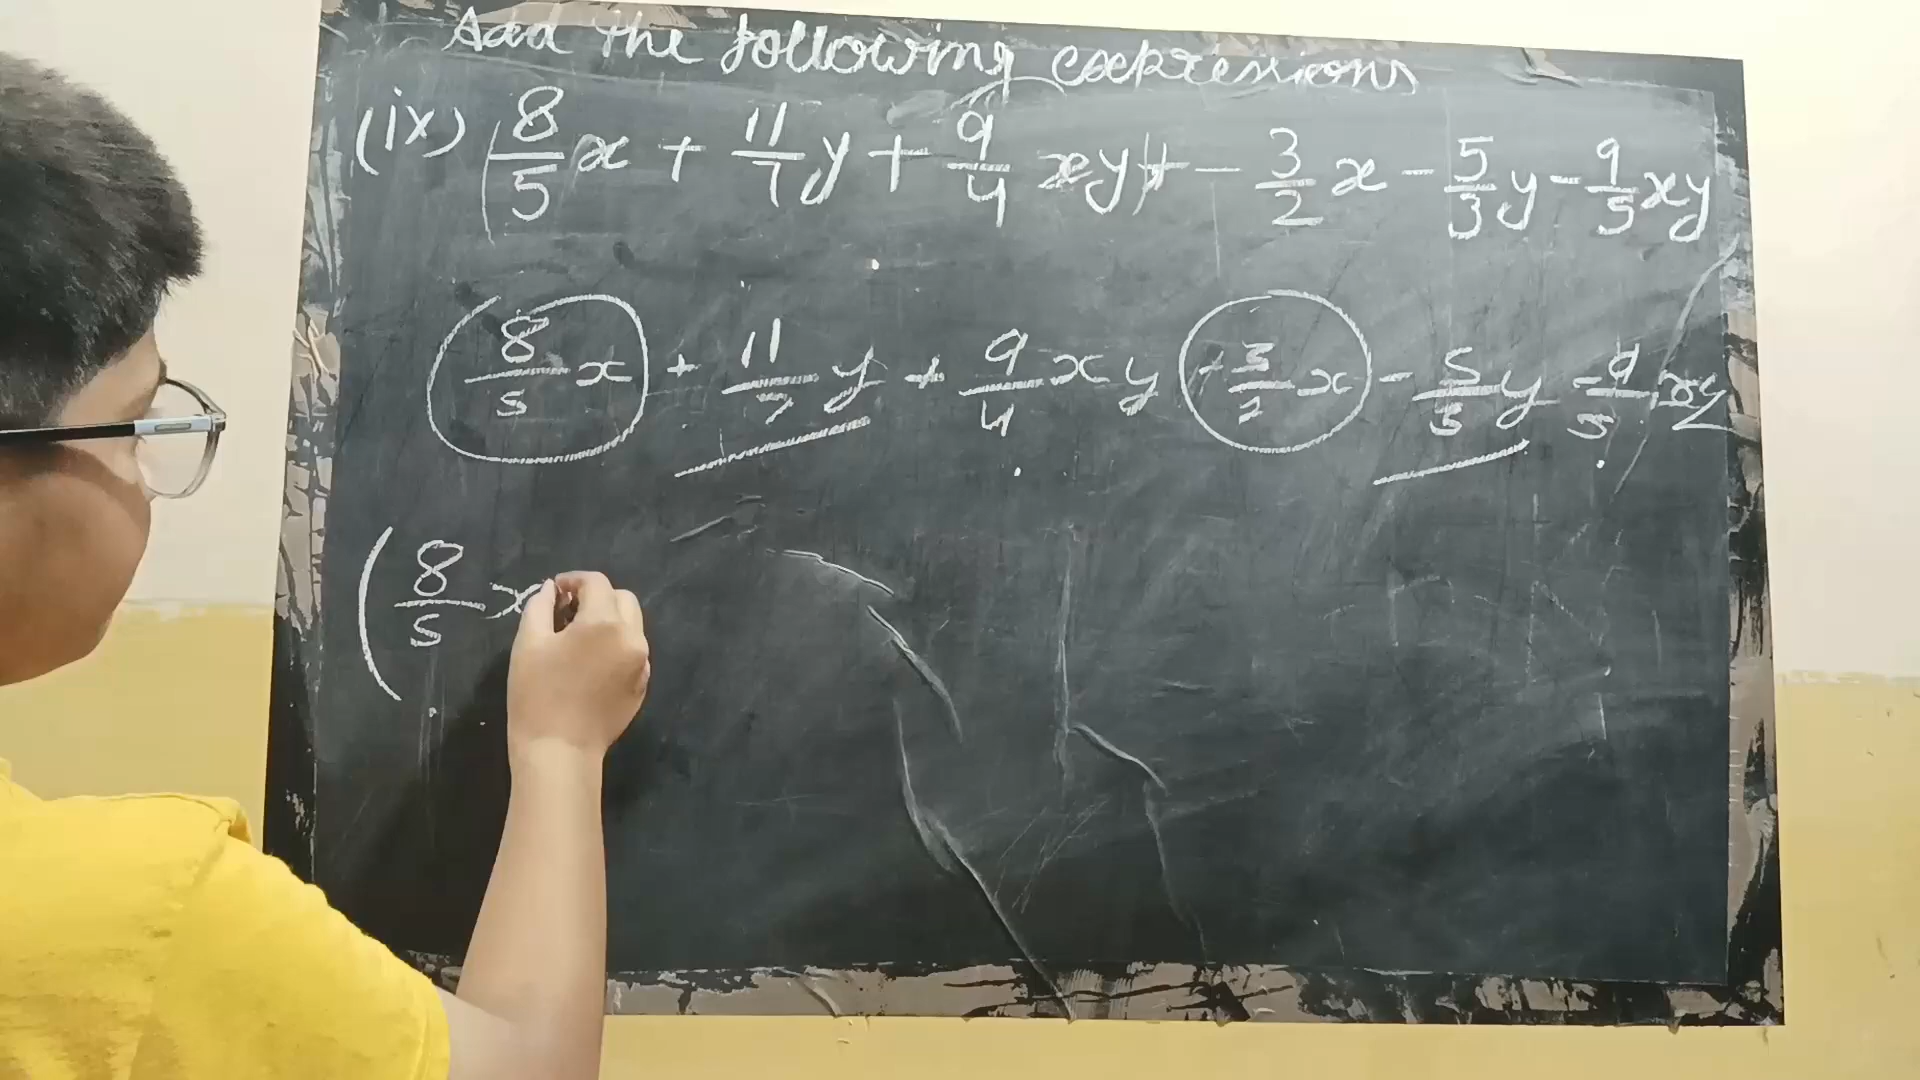 Add the following expressions
(ix) (8/5 x + 11/7 y + 9/4 xy) + - 3/2 x - 5/3 y - 9/5 xy
8/5 x + 11/7 y + 9/4 xy - 3/2 x - 5/3 y - 9/5 xy
(8/5 x